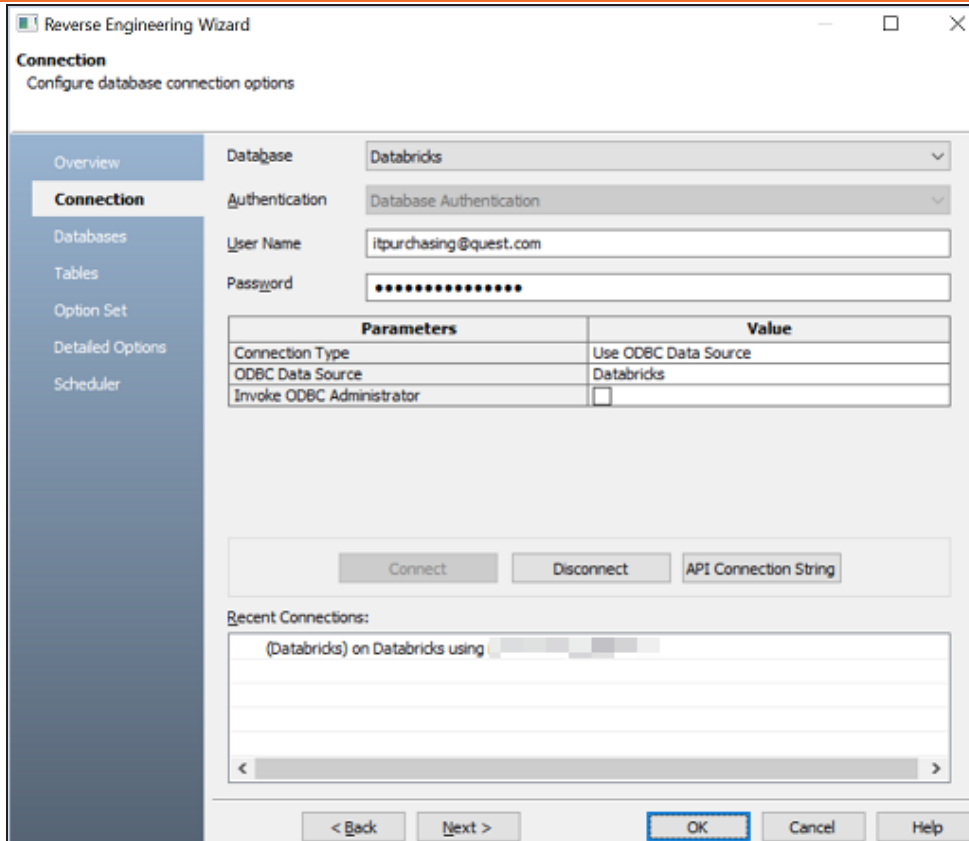 Reverse Engineering Wizard
Connection
Configure database connection options
Overview
Connection
Databases
Tables
Option Set
Detailed Options
Scheduler
Database Databricks
Authentication Database Authentication
User Name itpurchasing@quest.com
Password
Parameters Value
Connection Type Use ODBC Data Source
ODBC Data Source Databricks
Invoke ODBC Administrator
Connect Disconnect API Connection String
Recent Connections:
(Databricks) on Databricks using
< Back Next > OK Cancel Help